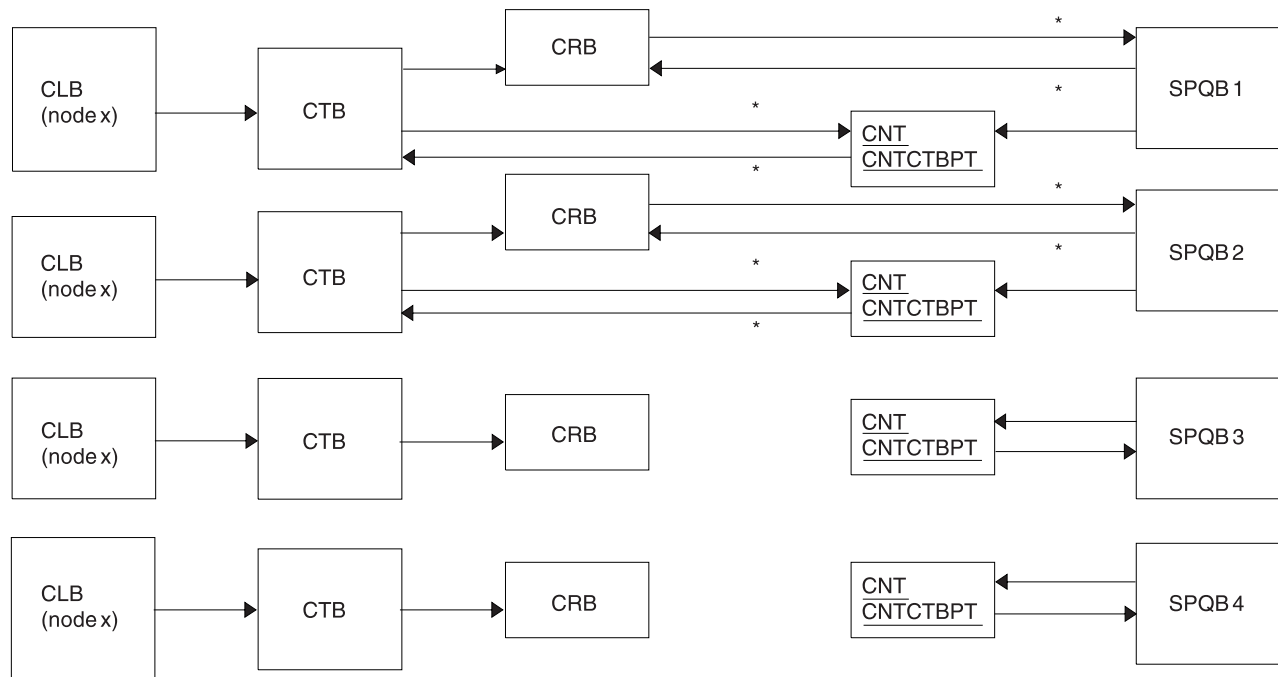 CLB
(node x)
CTB
CRB
*
*
SPQB 1
*
CNT
CNTCTBPT
*
CLB
(node x)
CTB
CRB
*
*
SPQB 2
*
CNT
CNTCTBPT
*
CLB
(node x)
CTB
CRB
CNT
CNTCTBPT
SPQB 3
CLB
(node x)
CTB
CRB
CNT
CNTCTBPT
SPQB 4